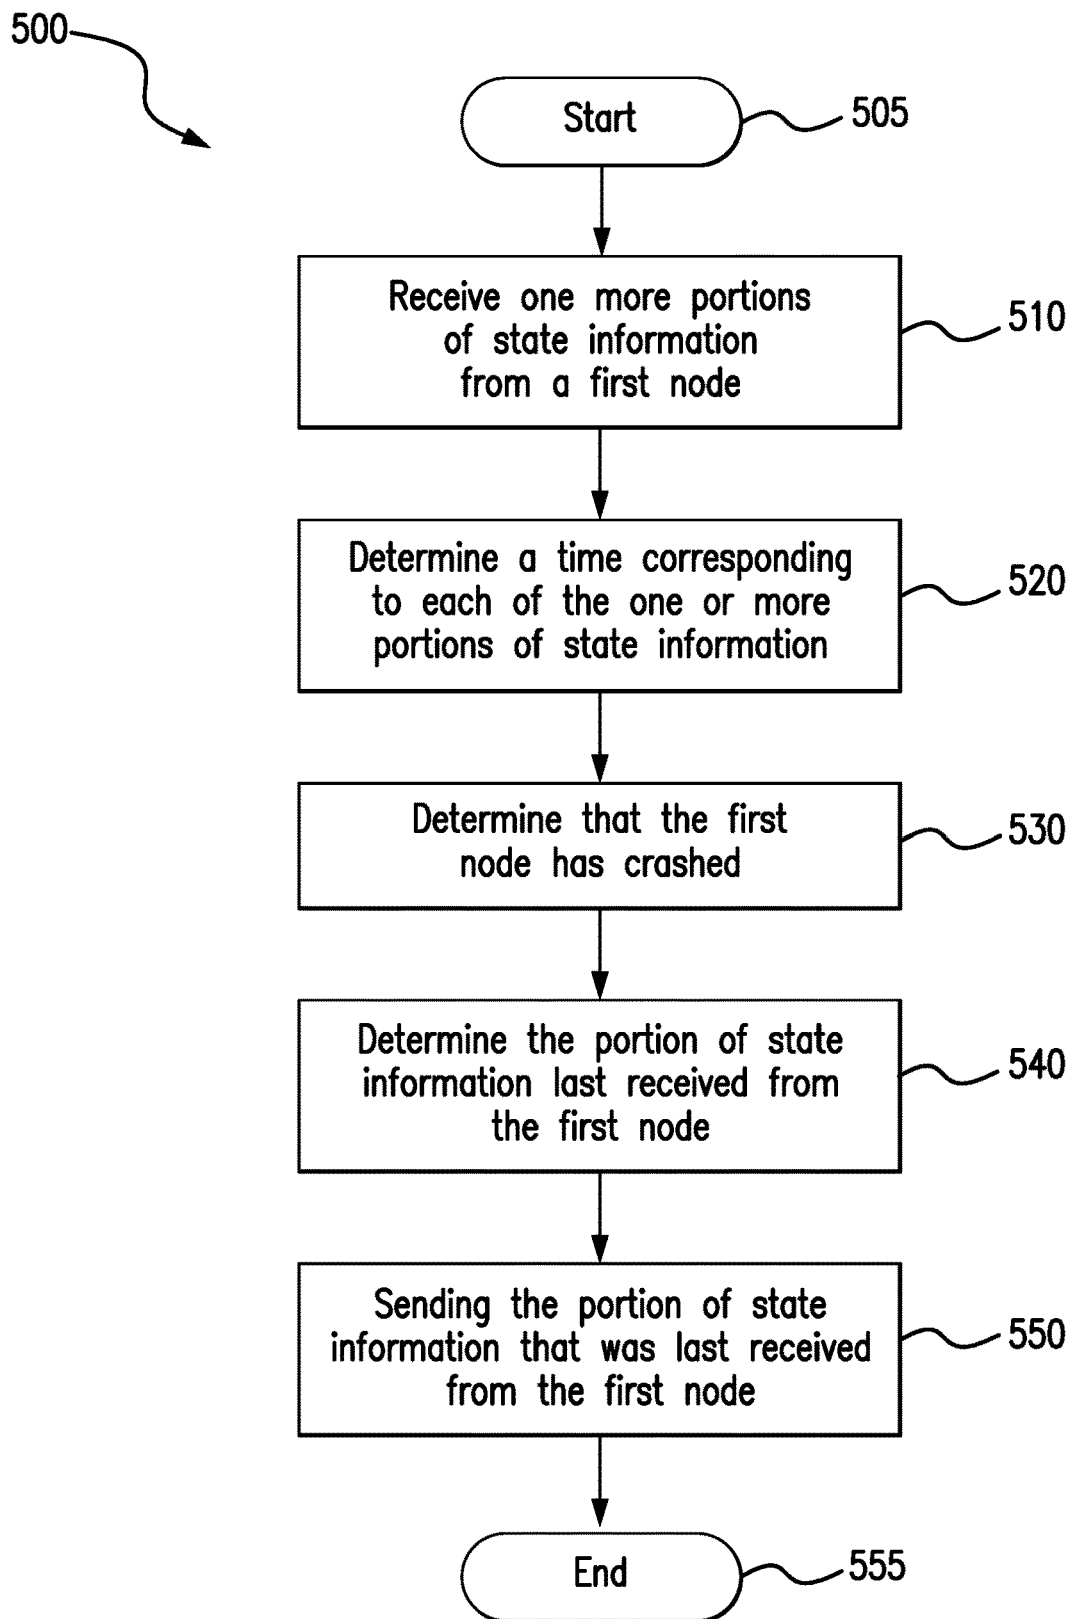 500
Start
505
Receive one more portions
of state information
from a first node
510
Determine a time corresponding
to each of the one or more
portions of state information
520
Determine that the first
node has crashed
530
Determine the portion of state
information last received from
the first node
540
Sending the portion of state
information that was last received
from the first node
550
End
555